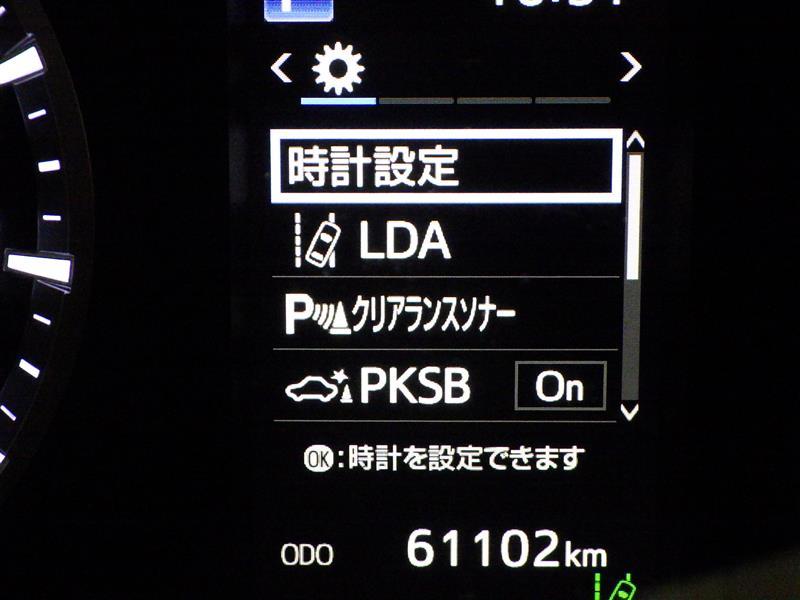 時計設定
LDA
Pクリアランスソナー
PKSB On
OK:時計を設定できます
ODO 61102km